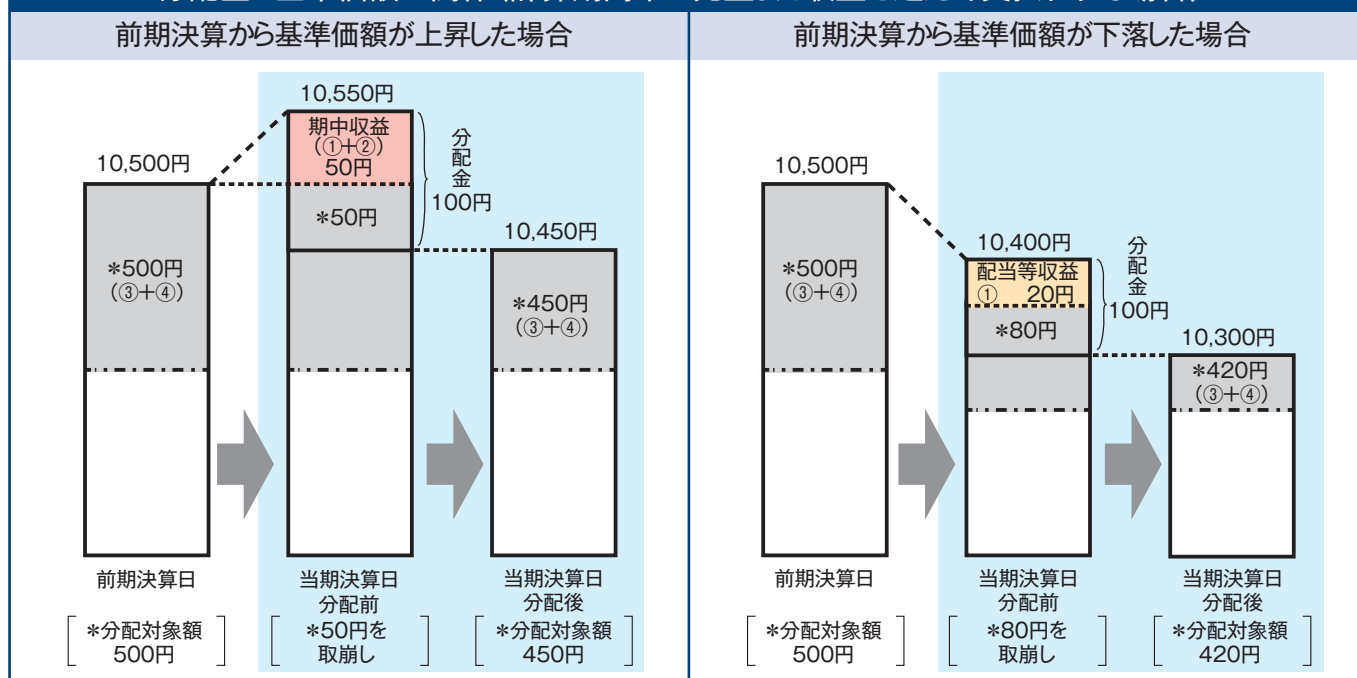 前期決算から基準価額が上昇した場合
10,550円
期中収益
(①+②)
50円
分配金
100円
10,500円
*50円
10,450円
*500円
(③+④)
*450円
(③+④)
前期決算日
*分配対象額
500円
当期決算日
分配前
*50円を
取崩し
当期決算日
分配後
*分配対象額
450円
前期決算から基準価額が下落した場合
10,500円
10,400円
配当等収益
① 20円
分配金
100円
*500円
(③+④)
*80円
10,300円
*420円
(③+④)
前期決算日
*分配対象額
500円
当期決算日
分配前
*80円を
取崩し
当期決算日
分配後
*分配対象額
420円